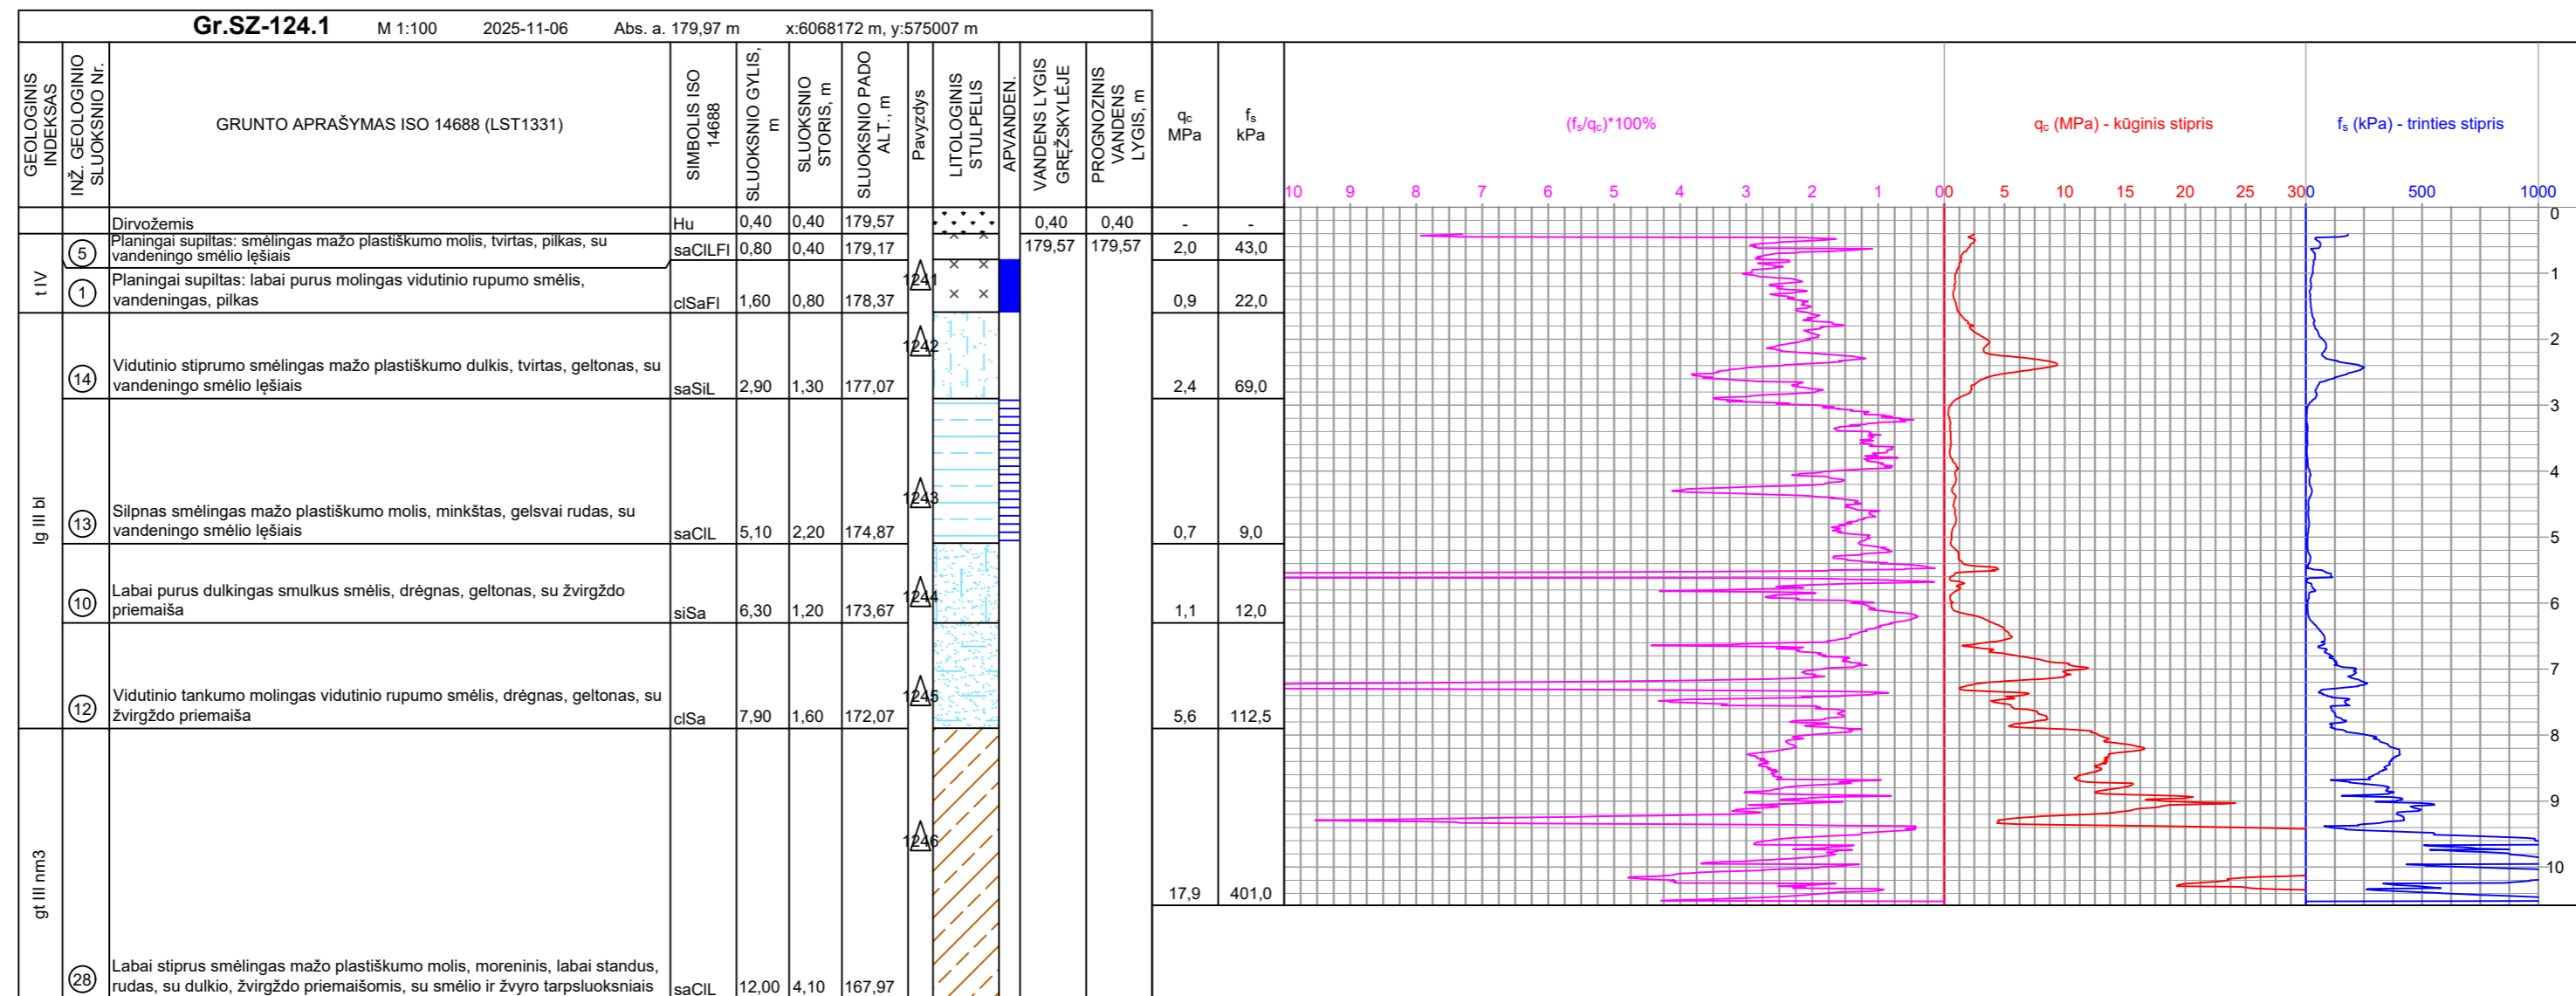 Gr.SZ-124.1 M 1:100 2025-11-06 Abs. a. 179,97 m x:6068172 m, y:575007 m
GEOLOGINIS
INDEKSAS
INŽ. GEOLOGINIO
SLUOKSNIO Nr.
GRUNTO APRAŠYMAS ISO 14688 (LST1331)
SIMBOLIS ISO
14688
SLUOKSNIO GYLIS,
m
SLUOKSNIO
STORIS, m
SLUOKSNIO PADO
ALT., m
Pavyzdys
LITOLOGINIS
STULPELIS
APVANDEN.
VANDENS LYGIS
GRĘŽSKYLĖJE
PROGNOZINIS
VANDENS
LYGIS, m
qc
MPa
fs
kPa
(fs/qc)*100%
qc (MPa) - kūginis stipris
fs (kPa) - trinties stipris
10 9 8 7 6 5 4 3 2 1 0
0 5 10 15 20 25 30
0 500 1000
Dirvožemis Hu 0,40 0,40 179,57 0,40 0,40 - -
t IV
5 Planingai supiltas: smėlingas mažo plastiškumo molis, tvirtas, pilkas, su
vandeningo smėlio lęšiais saClLFl 0,80 0,40 179,17 179,57 179,57 2,0 43,0
1 Planingai supiltas: labai purus molingas vidutinio rupumo smėlis,
vandeningas, pilkas clSaFl 1,60 0,80 178,37 1241 0,9 22,0
lg III bl
14 Vidutinio stiprumo smėlingas mažo plastiškumo dulkis, tvirtas, geltonas, su
vandeningo smėlio lęšiais saSiL 2,90 1,30 177,07 1242 2,4 69,0
13 Silpnas smėlingas mažo plastiškumo molis, minkštas, gelsvai rudas, su
vandeningo smėlio lęšiais saClL 5,10 2,20 174,87 1243 0,7 9,0
10 Labai purus dulkingas smulkus smėlis, drėgnas, geltonas, su žvirgždo
priemaiša siSa 6,30 1,20 173,67 1244 1,1 12,0
12 Vidutinio tankumo molingas vidutinio rupumo smėlis, drėgnas, geltonas, su
žvirgždo priemaiša clSa 7,90 1,60 172,07 1245 5,6 112,5
gt III nm3
1246
17,9 401,0
28 Labai stiprus smėlingas mažo plastiškumo molis, moreninis, labai standus,
rudas, su dulkio, žvirgždo priemaišomis, su smėlio ir žvyro tarpsluoksniais saClL 12,00 4,10 167,97
0
1
2
3
4
5
6
7
8
9
10